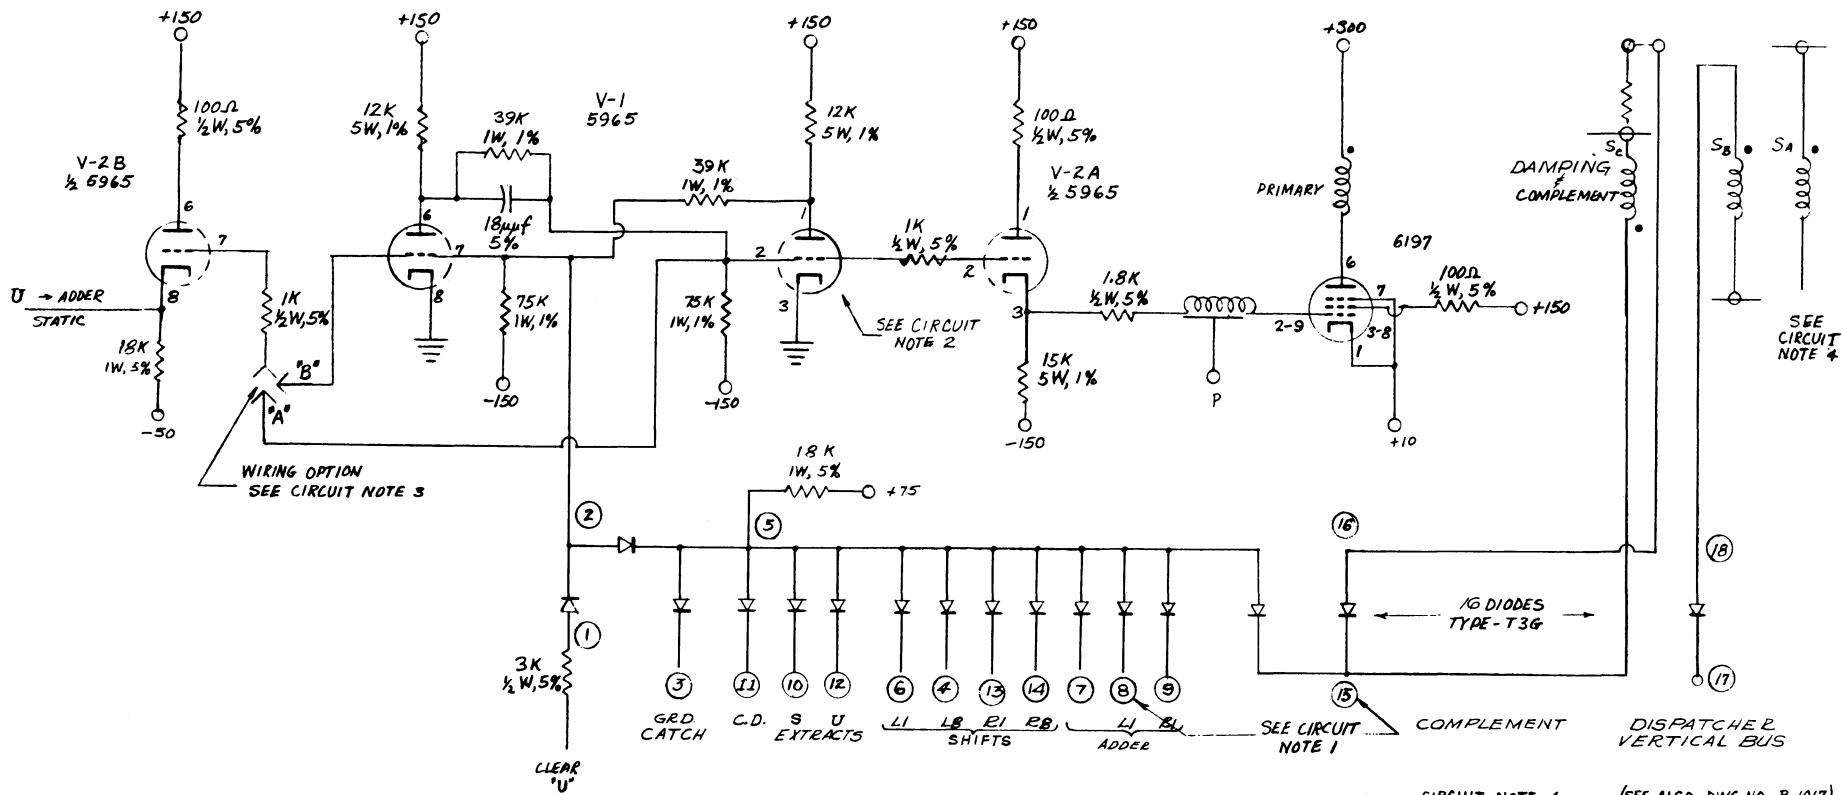 +150
+150
+150
+150
+300
100Ω
½W, 5%
12K
5W, 1%
39K
1W, 1%
V-1
5965
12K
5W, 1%
100Ω
½W, 5%
V-2B
½ 5965
18µµf
5%
39K
1W, 1%
V-2A
½ 5965
PRIMARY
DAMPING
&
COMPLEMENT
SC
SB
SA
6
7
8
6
7
8
1
2
3
1K
½W, 5%
1
2
3
1.8K
½W, 5%
6197
6
7
2-9
3-8
1
100Ω
½W, 5%
+150
U → ADDER
STATIC
1K
½W, 5%
18K
1W, 5%
-50
"B"
"A"
75K
1W, 1%
-150
75K
1W, 1%
-150
SEE CIRCUIT
NOTE 2
15K
5W, 1%
-150
P
+10
SEE
CIRCUIT
NOTE 4
WIRING OPTION
SEE CIRCUIT NOTE 3
18K
1W, 5%
+75
2
5
16
18
1
16 DIODES
TYPE-T3G
3K
½W, 5%
3
11
10
12
6
4
13
14
7
8
9
15
17
GRD.
CATCH
C.D.
S U
EXTRACTS
L1 LB R1 RB
SHIFTS
L1 BL
ADDER
SEE CIRCUIT
NOTE 1
COMPLEMENT
DISPATCHER
VERTICAL BUS
CLEAR
"U"